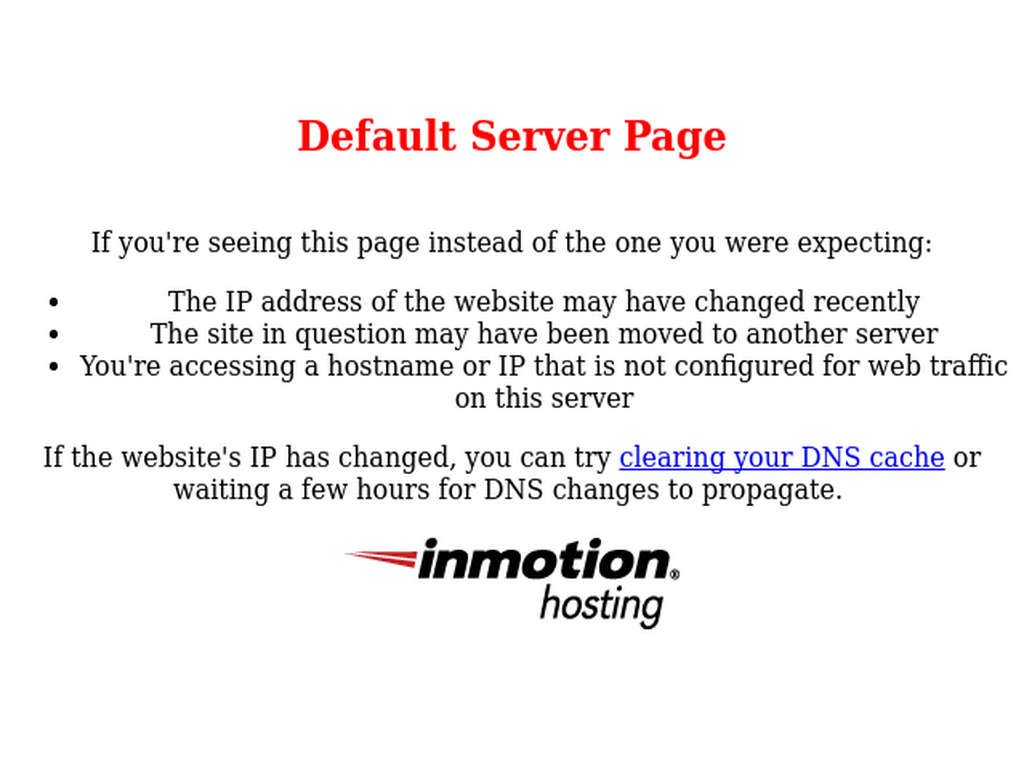 Default Server Page
If you're seeing this page instead of the one you were expecting:
• The IP address of the website may have changed recently
• The site in question may have been moved to another server
• You're accessing a hostname or IP that is not configured for web traffic
on this server
If the website's IP has changed, you can try clearing your DNS cache or
waiting a few hours for DNS changes to propagate.
inmotion®
hosting